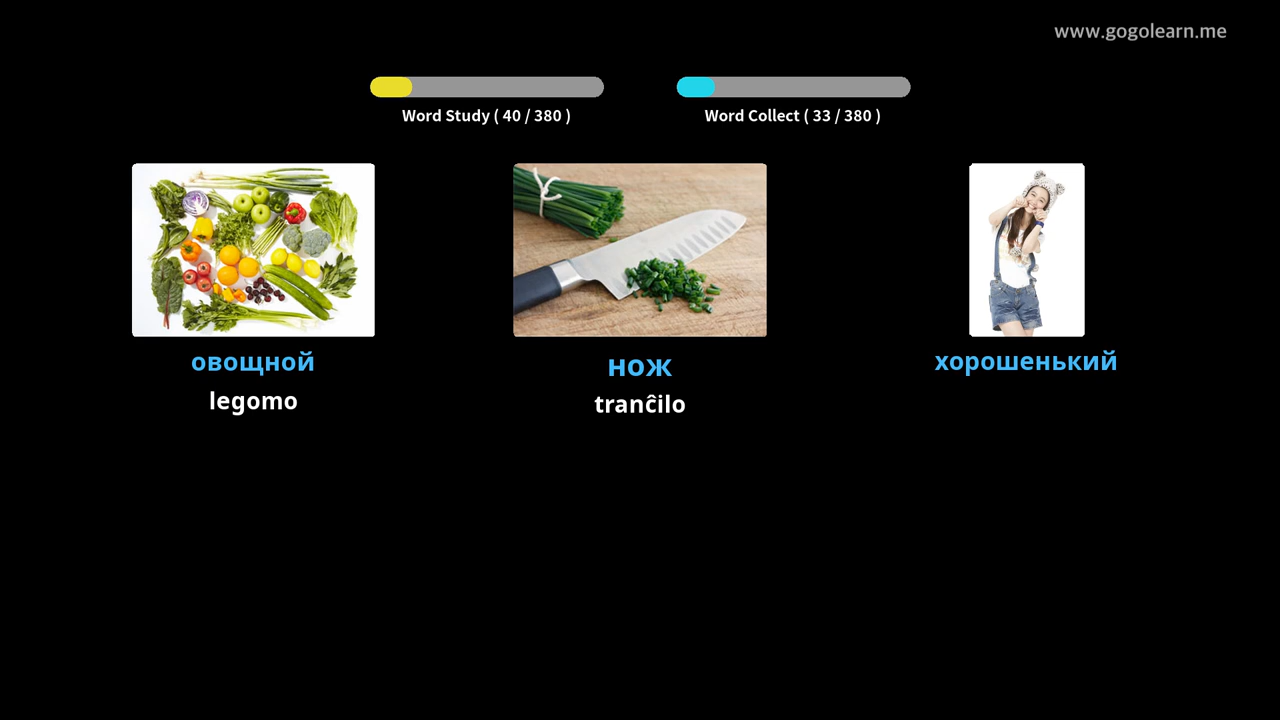 www.gogolearn.me
Word Study ( 40 / 380 )
Word Collect ( 33 / 380 )
овощной
legomo
нож
tranĉilo
хорошенький